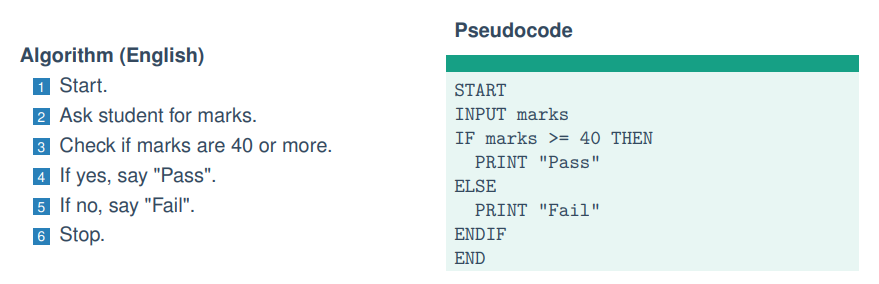 Algorithm (English)
1 Start.
2 Ask student for marks.
3 Check if marks are 40 or more.
4 If yes, say "Pass".
5 If no, say "Fail".
6 Stop.
Pseudocode
START
INPUT marks
IF marks >= 40 THEN
  PRINT "Pass"
ELSE
  PRINT "Fail"
ENDIF
END